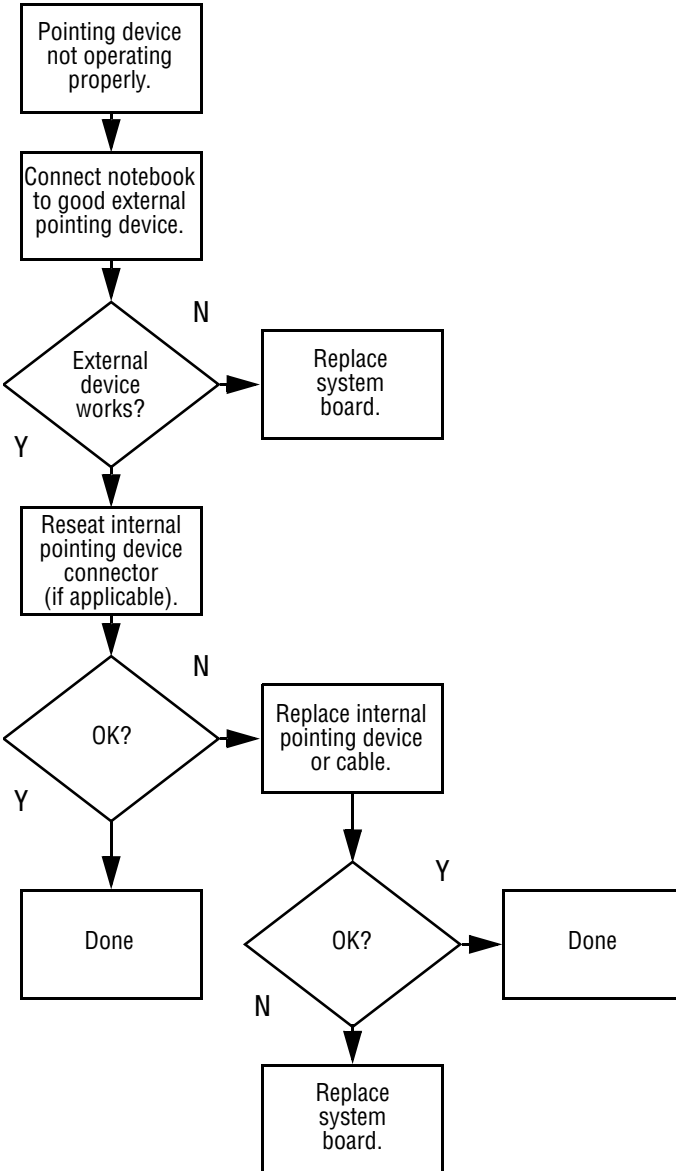 Pointing device
not operating
properly.
Connect notebook
to good external
pointing device.
N
External
device
works?
Replace
system
board.
Y
Reseat internal
pointing device
connector
(if applicable).
N
OK?
Replace internal
pointing device
or cable.
Y
Y
Done
OK?
Done
N
Replace
system
board.